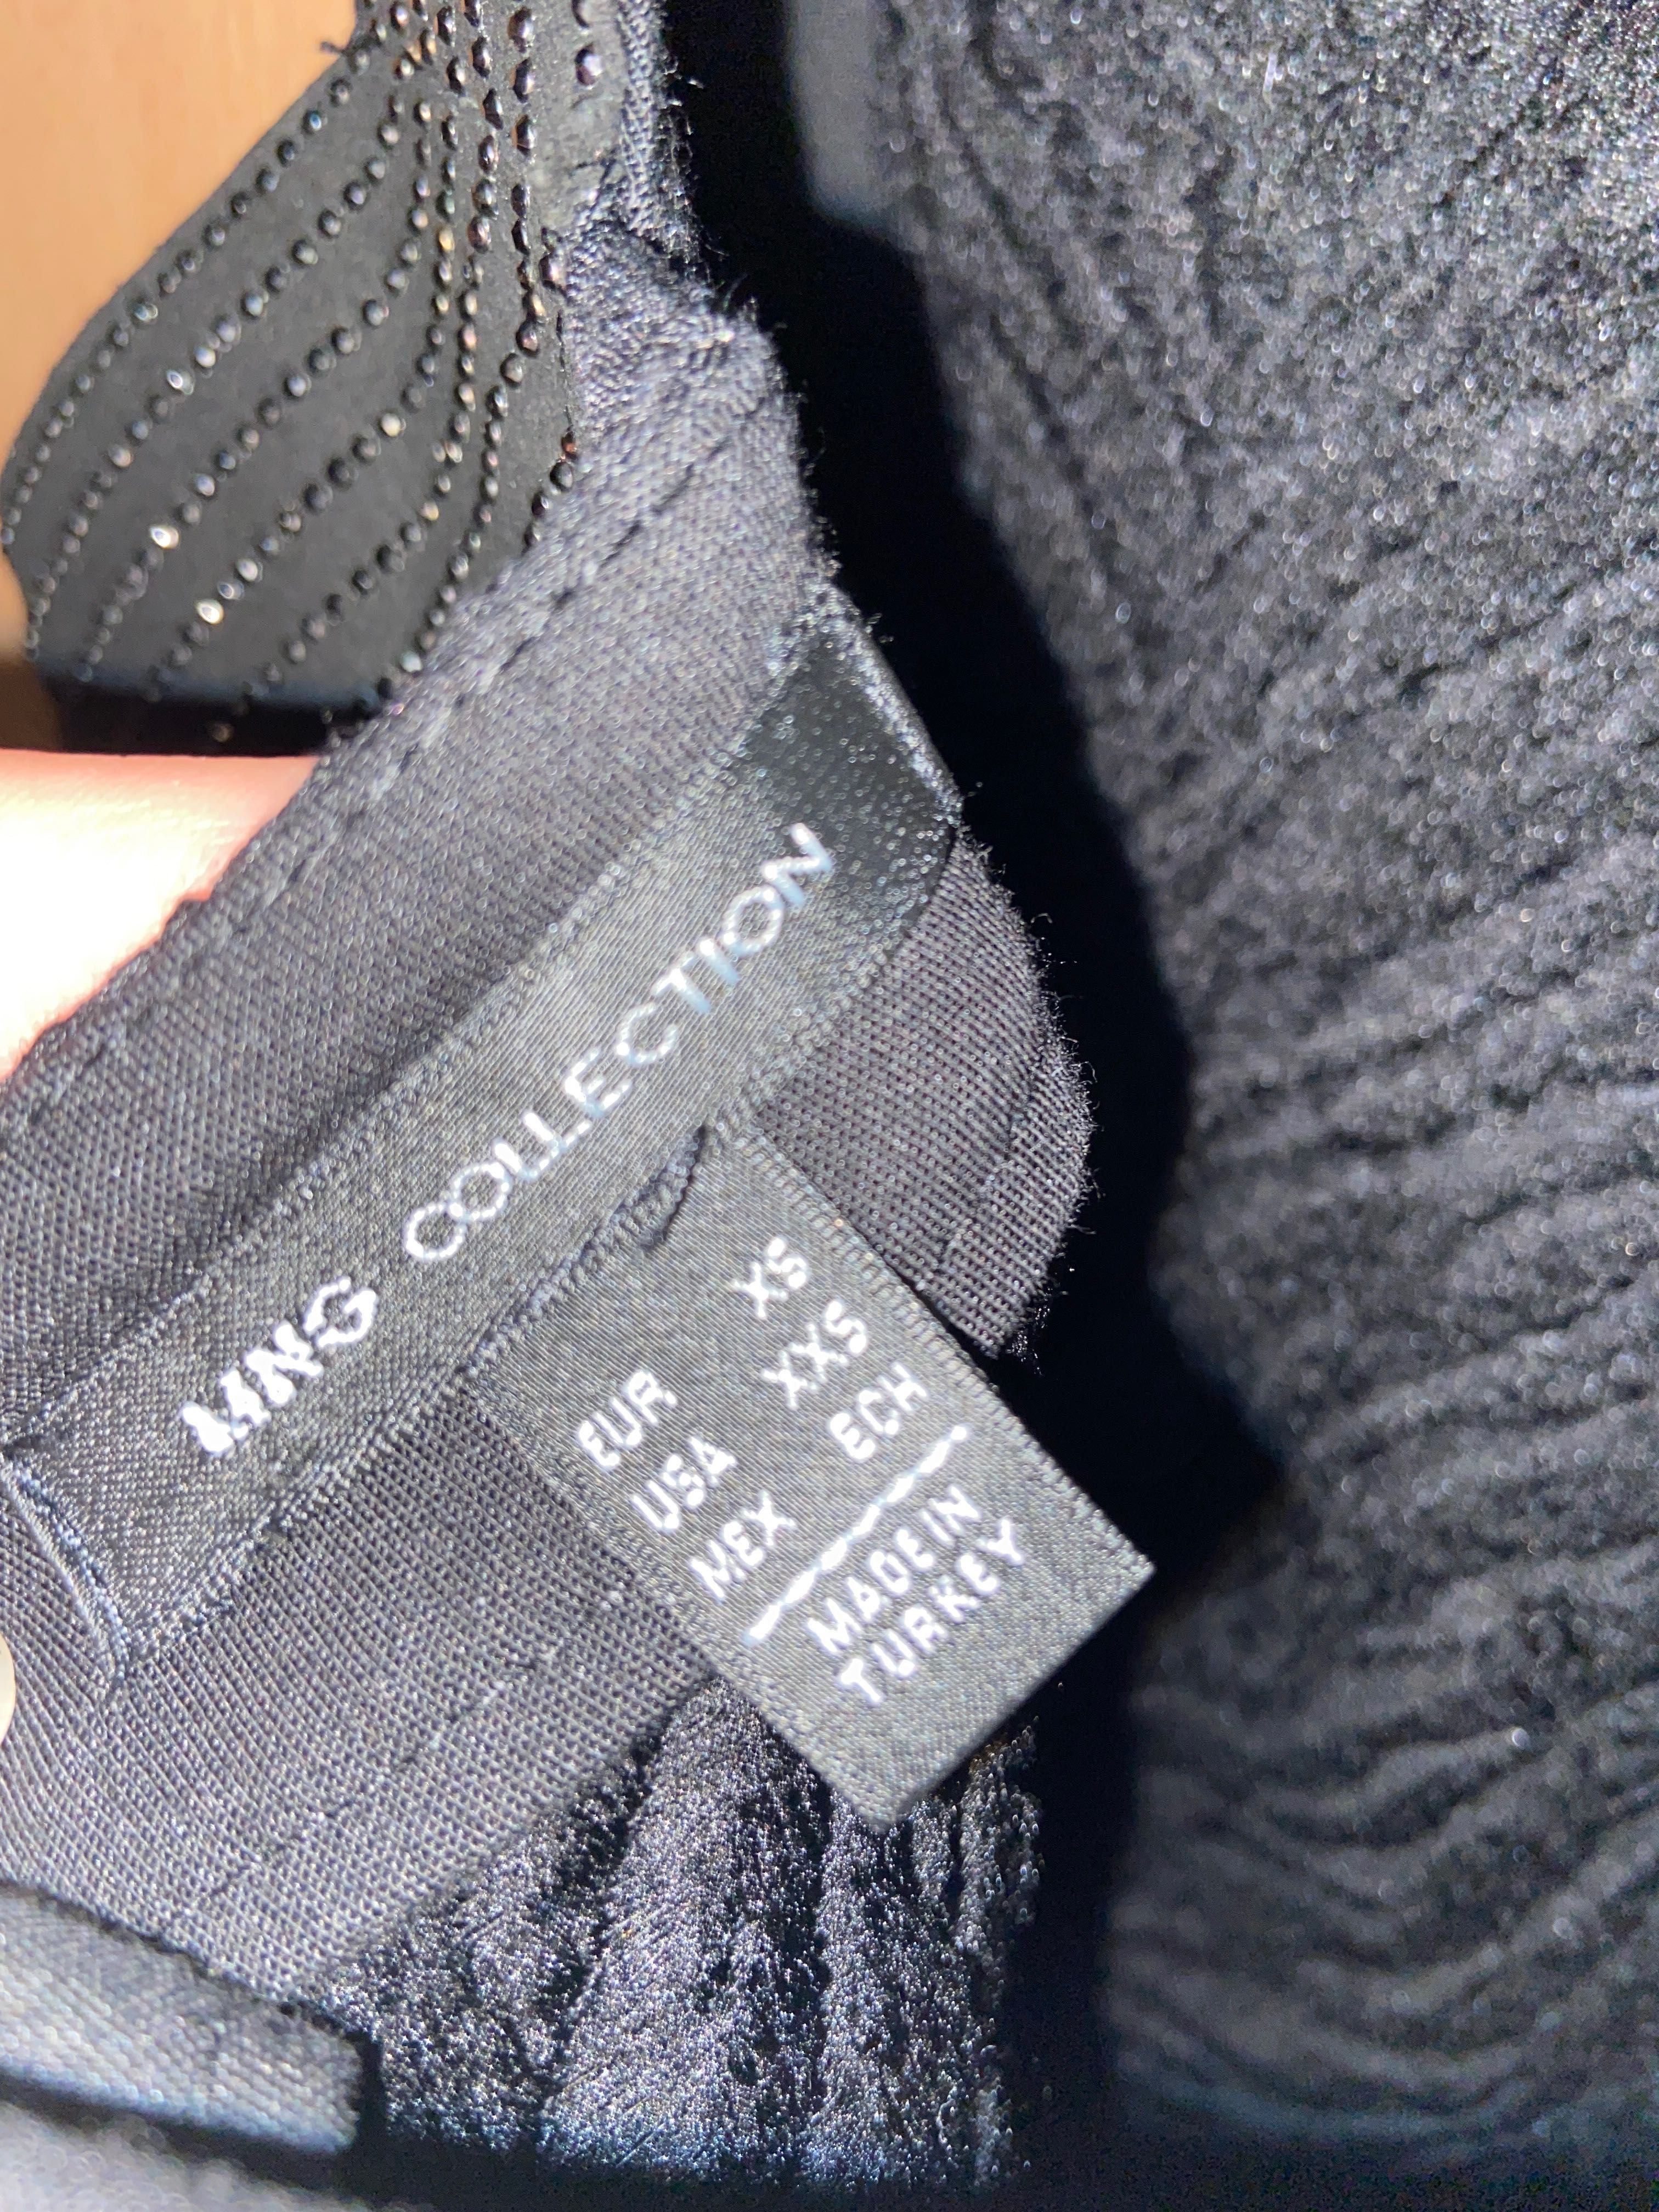 MNG COLLECTION
EUR XS
USA XXS
MEX ECH
MADE IN
TURKEY